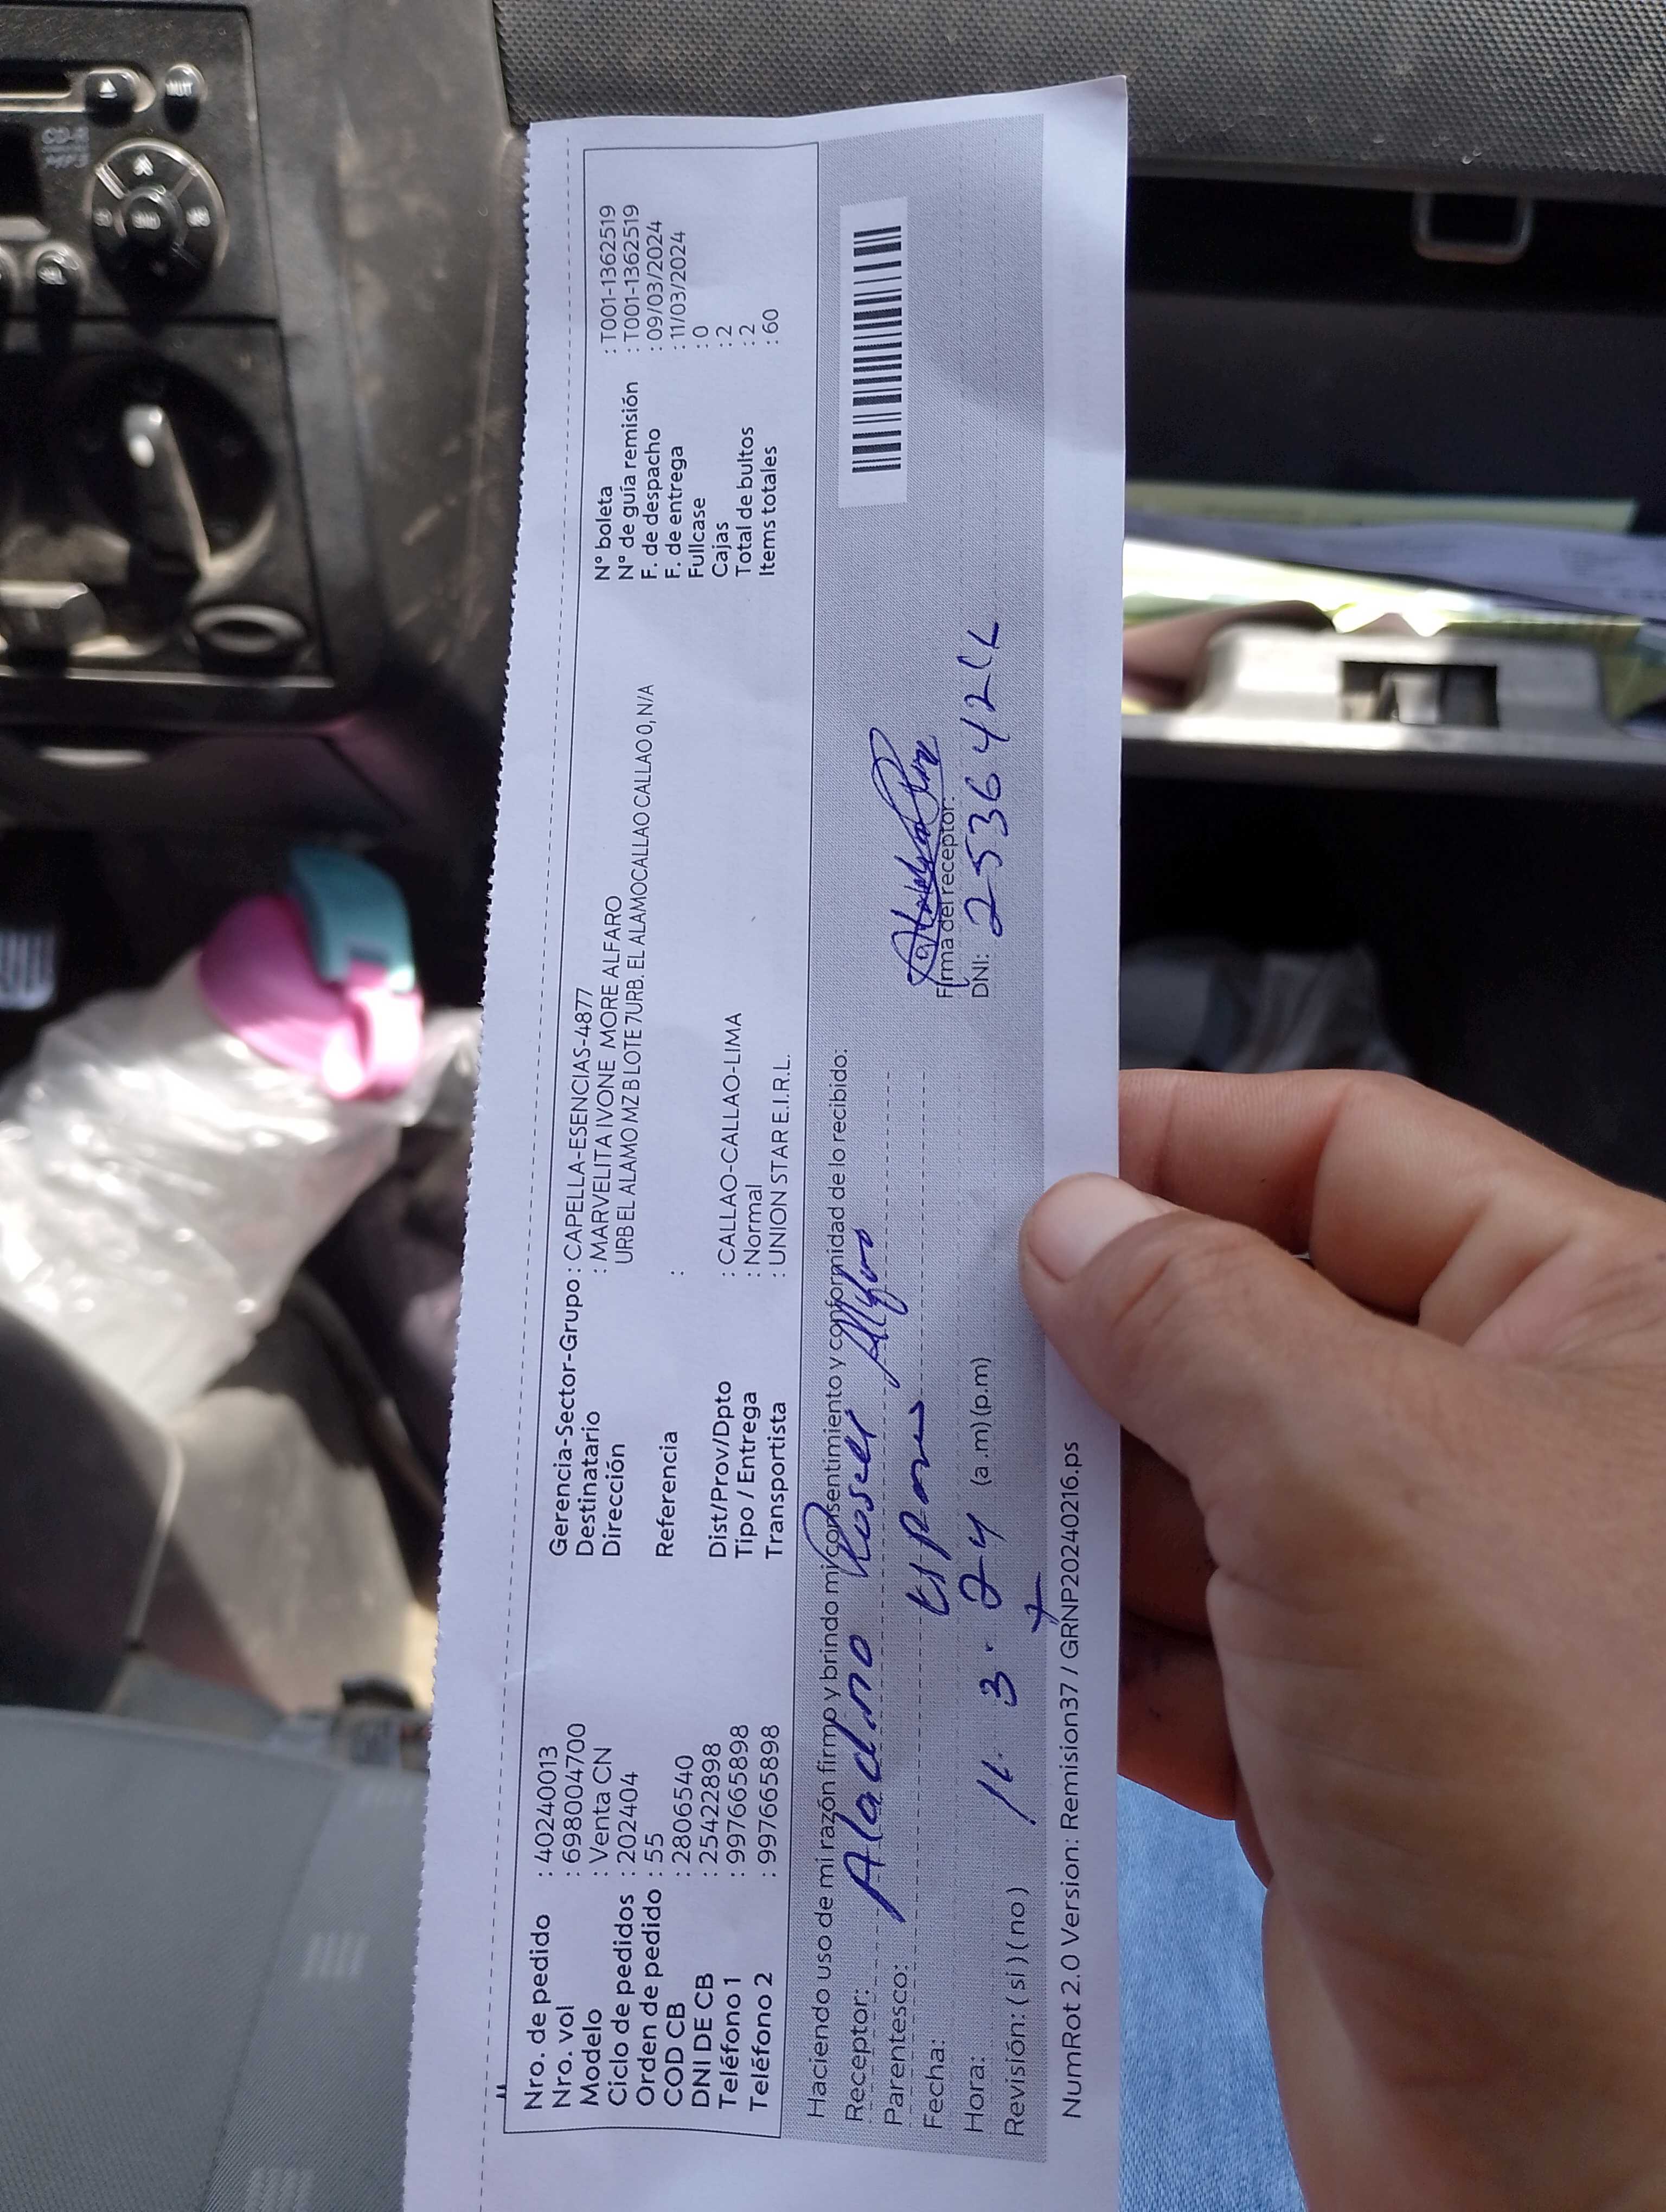 Nro. de pedido : 40240013
Nro. vol : 698004700
Modelo : Venta CN
Ciclo de pedidos : 202404
Orden de pedido : 55
COD CB : 2806540
DNI DE CB : 25422898
Teléfono 1 : 997665898
Teléfono 2 : 997665898
Gerencia-Sector-Grupo : CAPELLA-ESENCIAS-4877
Destinatario : MARVELITA IVONE MORE ALFARO
Dirección URB EL ALAMO MZ B LOTE 7URB. EL ALAMOCALLAO CALLAO 0, N/A
Referencia :
Dist/Prov/Dpto : CALLAO-CALLAO-LIMA
Tipo / Entrega : Normal
Transportista : UNION STAR E.I.R.L.
N° boleta : T001-1362519
N° de guía remisión : T001-1362519
F. de despacho : 09/03/2024
F. de entrega : 11/03/2024
Fullcase : 0
Cajas : 2
Total de bultos : 2
Items totales : 60
Haciendo uso de mi razón firmo y brindo mi consentimiento y conformidad de lo recibido:
Receptor: Aladino
Parentesco:
Fecha: 11. 3. 24
Hora: (a.m) (p.m)
Revisión: ( si ) ( no )
Firma del receptor:
DNI: 253642
NumRot 2.0 Version: Remision37 / GRNP20240216.ps
CD-R
MP3